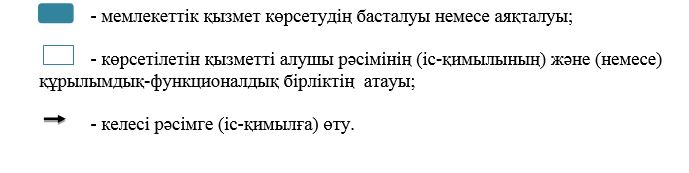 - мемлекеттік қызмет көрсетудің басталуы немесе аяқталуы;
- көрсетілетін қызметті алушы рәсімінің (іс-қимылының) және (немесе)
құрылымдық-функционалдық бірліктің атауы;
- келесі рәсімге (іс-қимылға) өту.